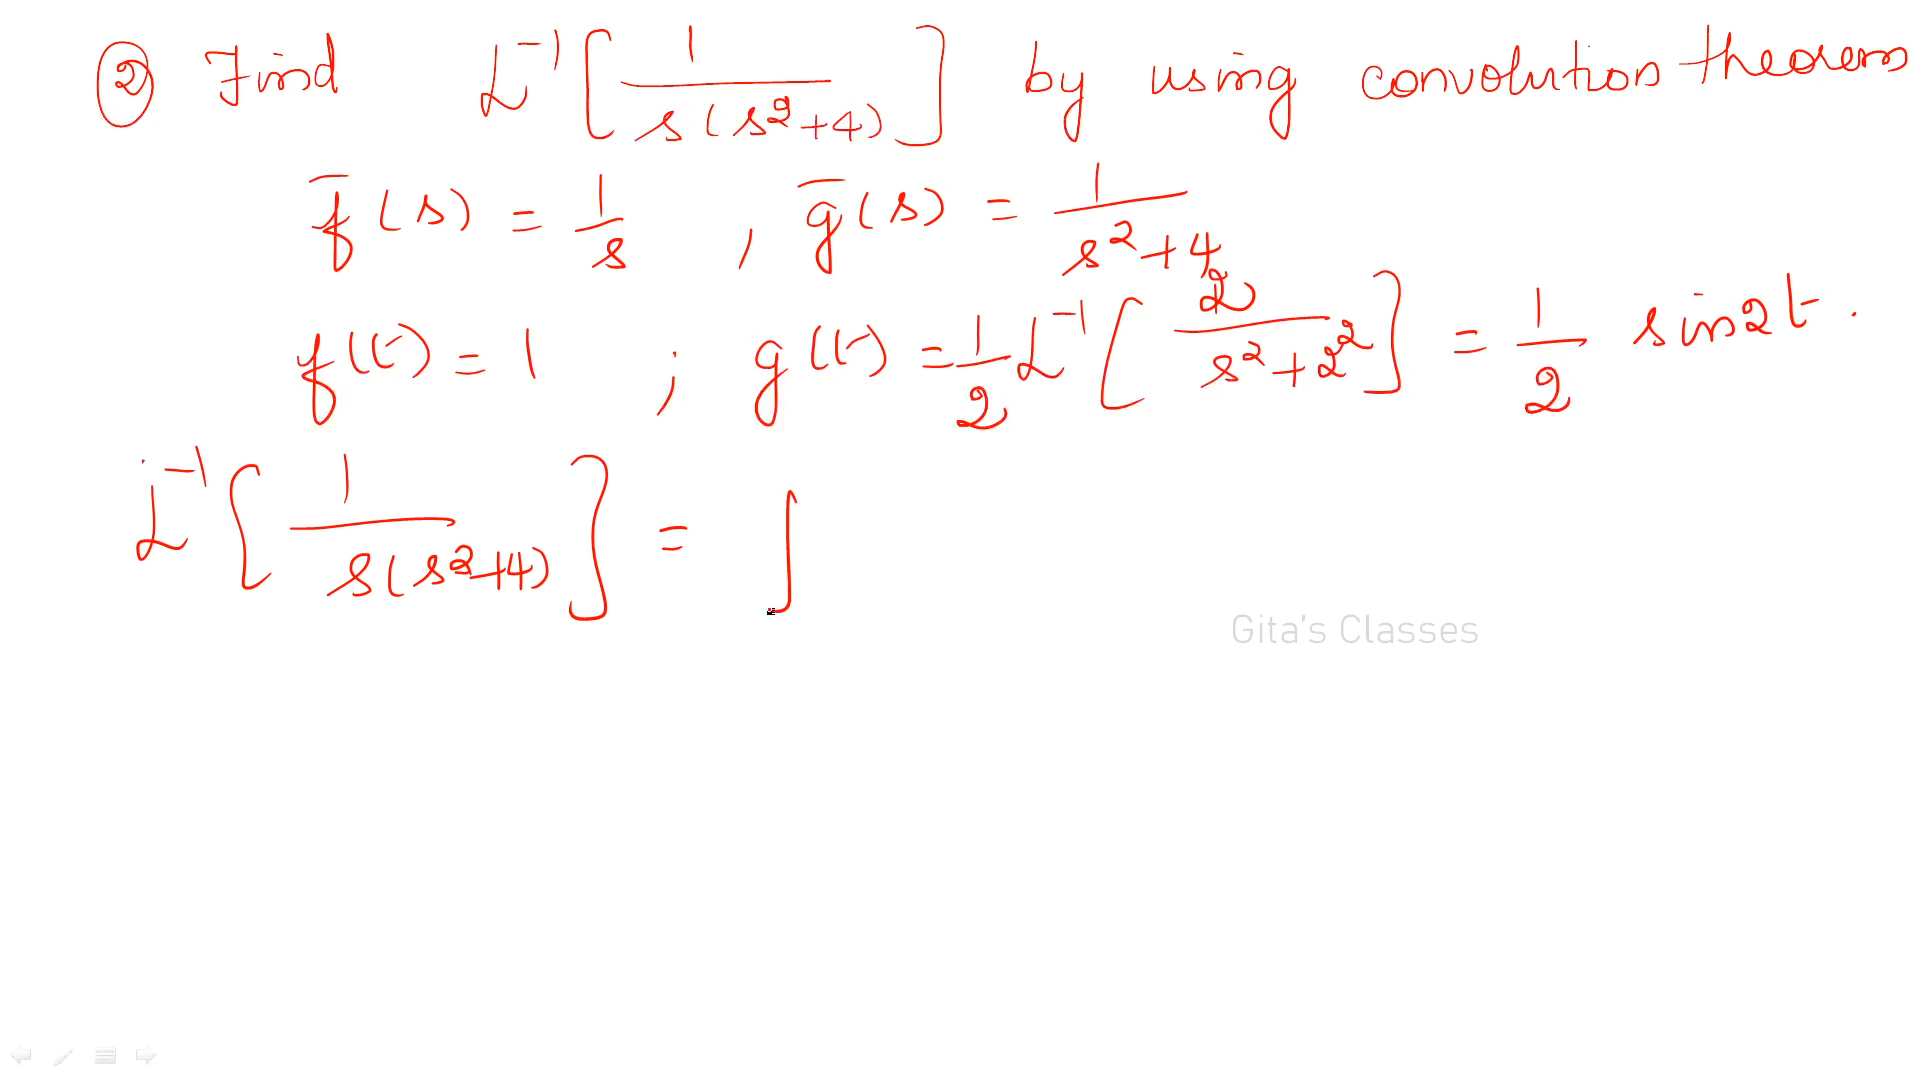 ② Find L⁻¹[1/(s(s²+4))] by using convolution theorem
f̅(s) = 1/s , g̅(s) = 1/(s²+4)
f(t) = 1 ; g(t) = 1/2 L⁻¹[2/(s²+2²)] = 1/2 sin2t.
L⁻¹[1/(s(s²+4))] = ∫
Gita's Classes